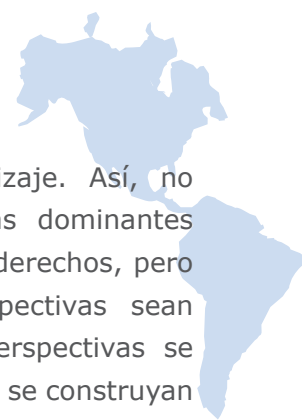 izaje. Así, no
as dominantes
derechos, pero
pectivas sean
erspectivas se
se construyan